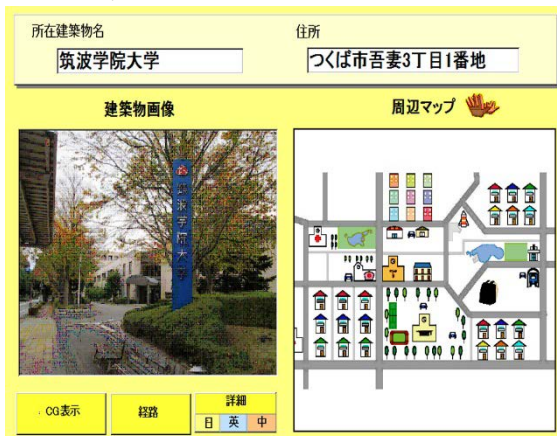 所在建築物名
住所
筑波学院大学
つくば市吾妻3丁目1番地
建築物画像
周辺マップ
筑波学院大学
CG表示
経路
詳細
日 英 中